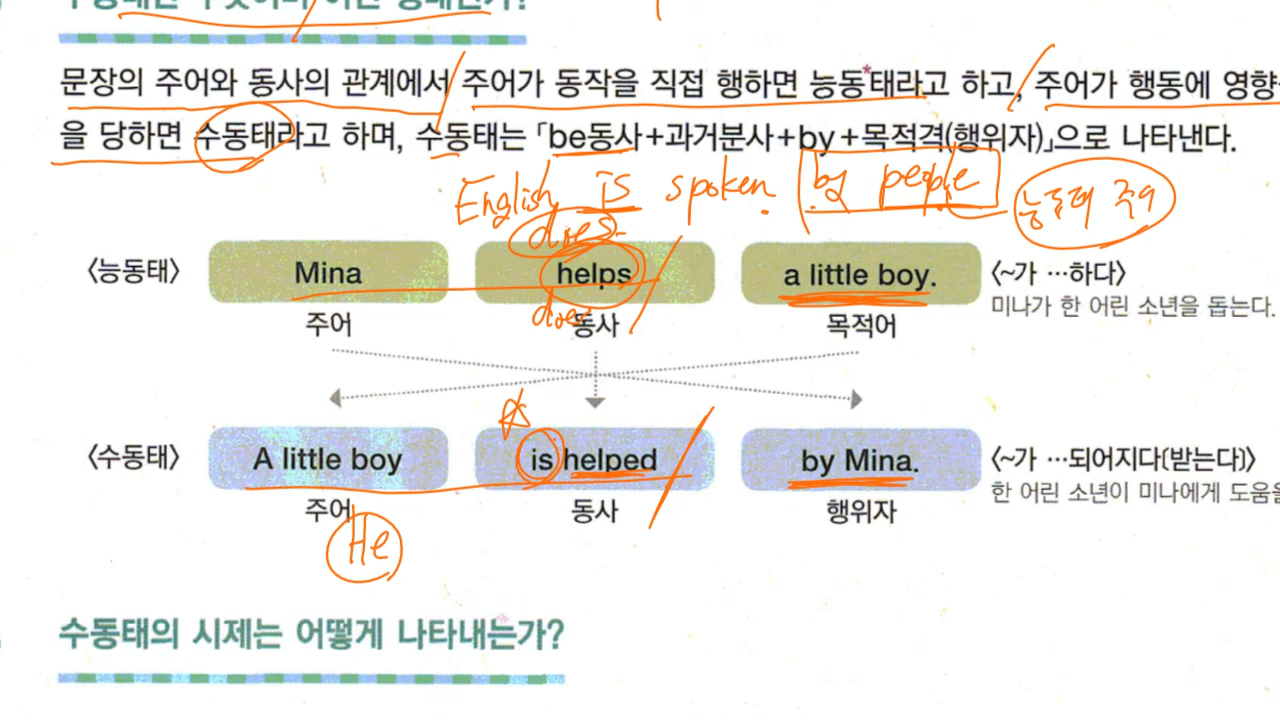 문장의 주어와 동사의 관계에서 주어가 동작을 직접 행하면 능동*태라고 하고, 주어가 행동에 영향
을 당하면 수동태라고 하며, 수동태는 「be동사+과거분사+by+목적격(행위자)」으로 나타낸다.
English is spoken by people 능동태 주어
does
<능동태> Mina helps a little boy. <~가 …하다>
미나가 한 어린 소년을 돕는다.
주어 does 동사 목적어
<수동태> A little boy is helped by Mina. <~가 …되어지다(받는다)>
한 어린 소년이 미나에게 도움을
주어 동사 행위자
He
수동태의 시제는 어떻게 나타내는가?